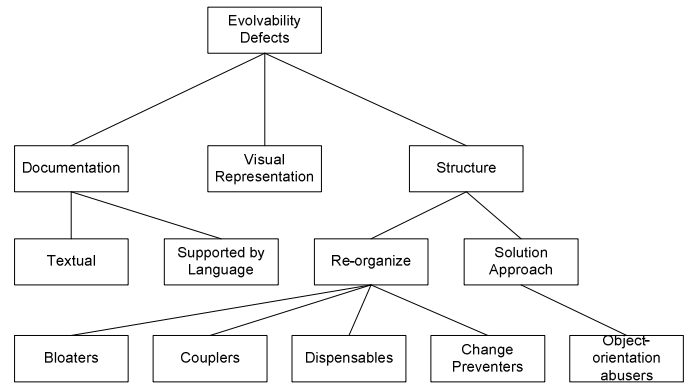 Evolvability
Defects
Documentation
Visual
Representation
Structure
Textual
Supported by
Language
Re-organize
Solution
Approach
Bloaters
Couplers
Dispensables
Change
Preventers
Object-
orientation
abusers